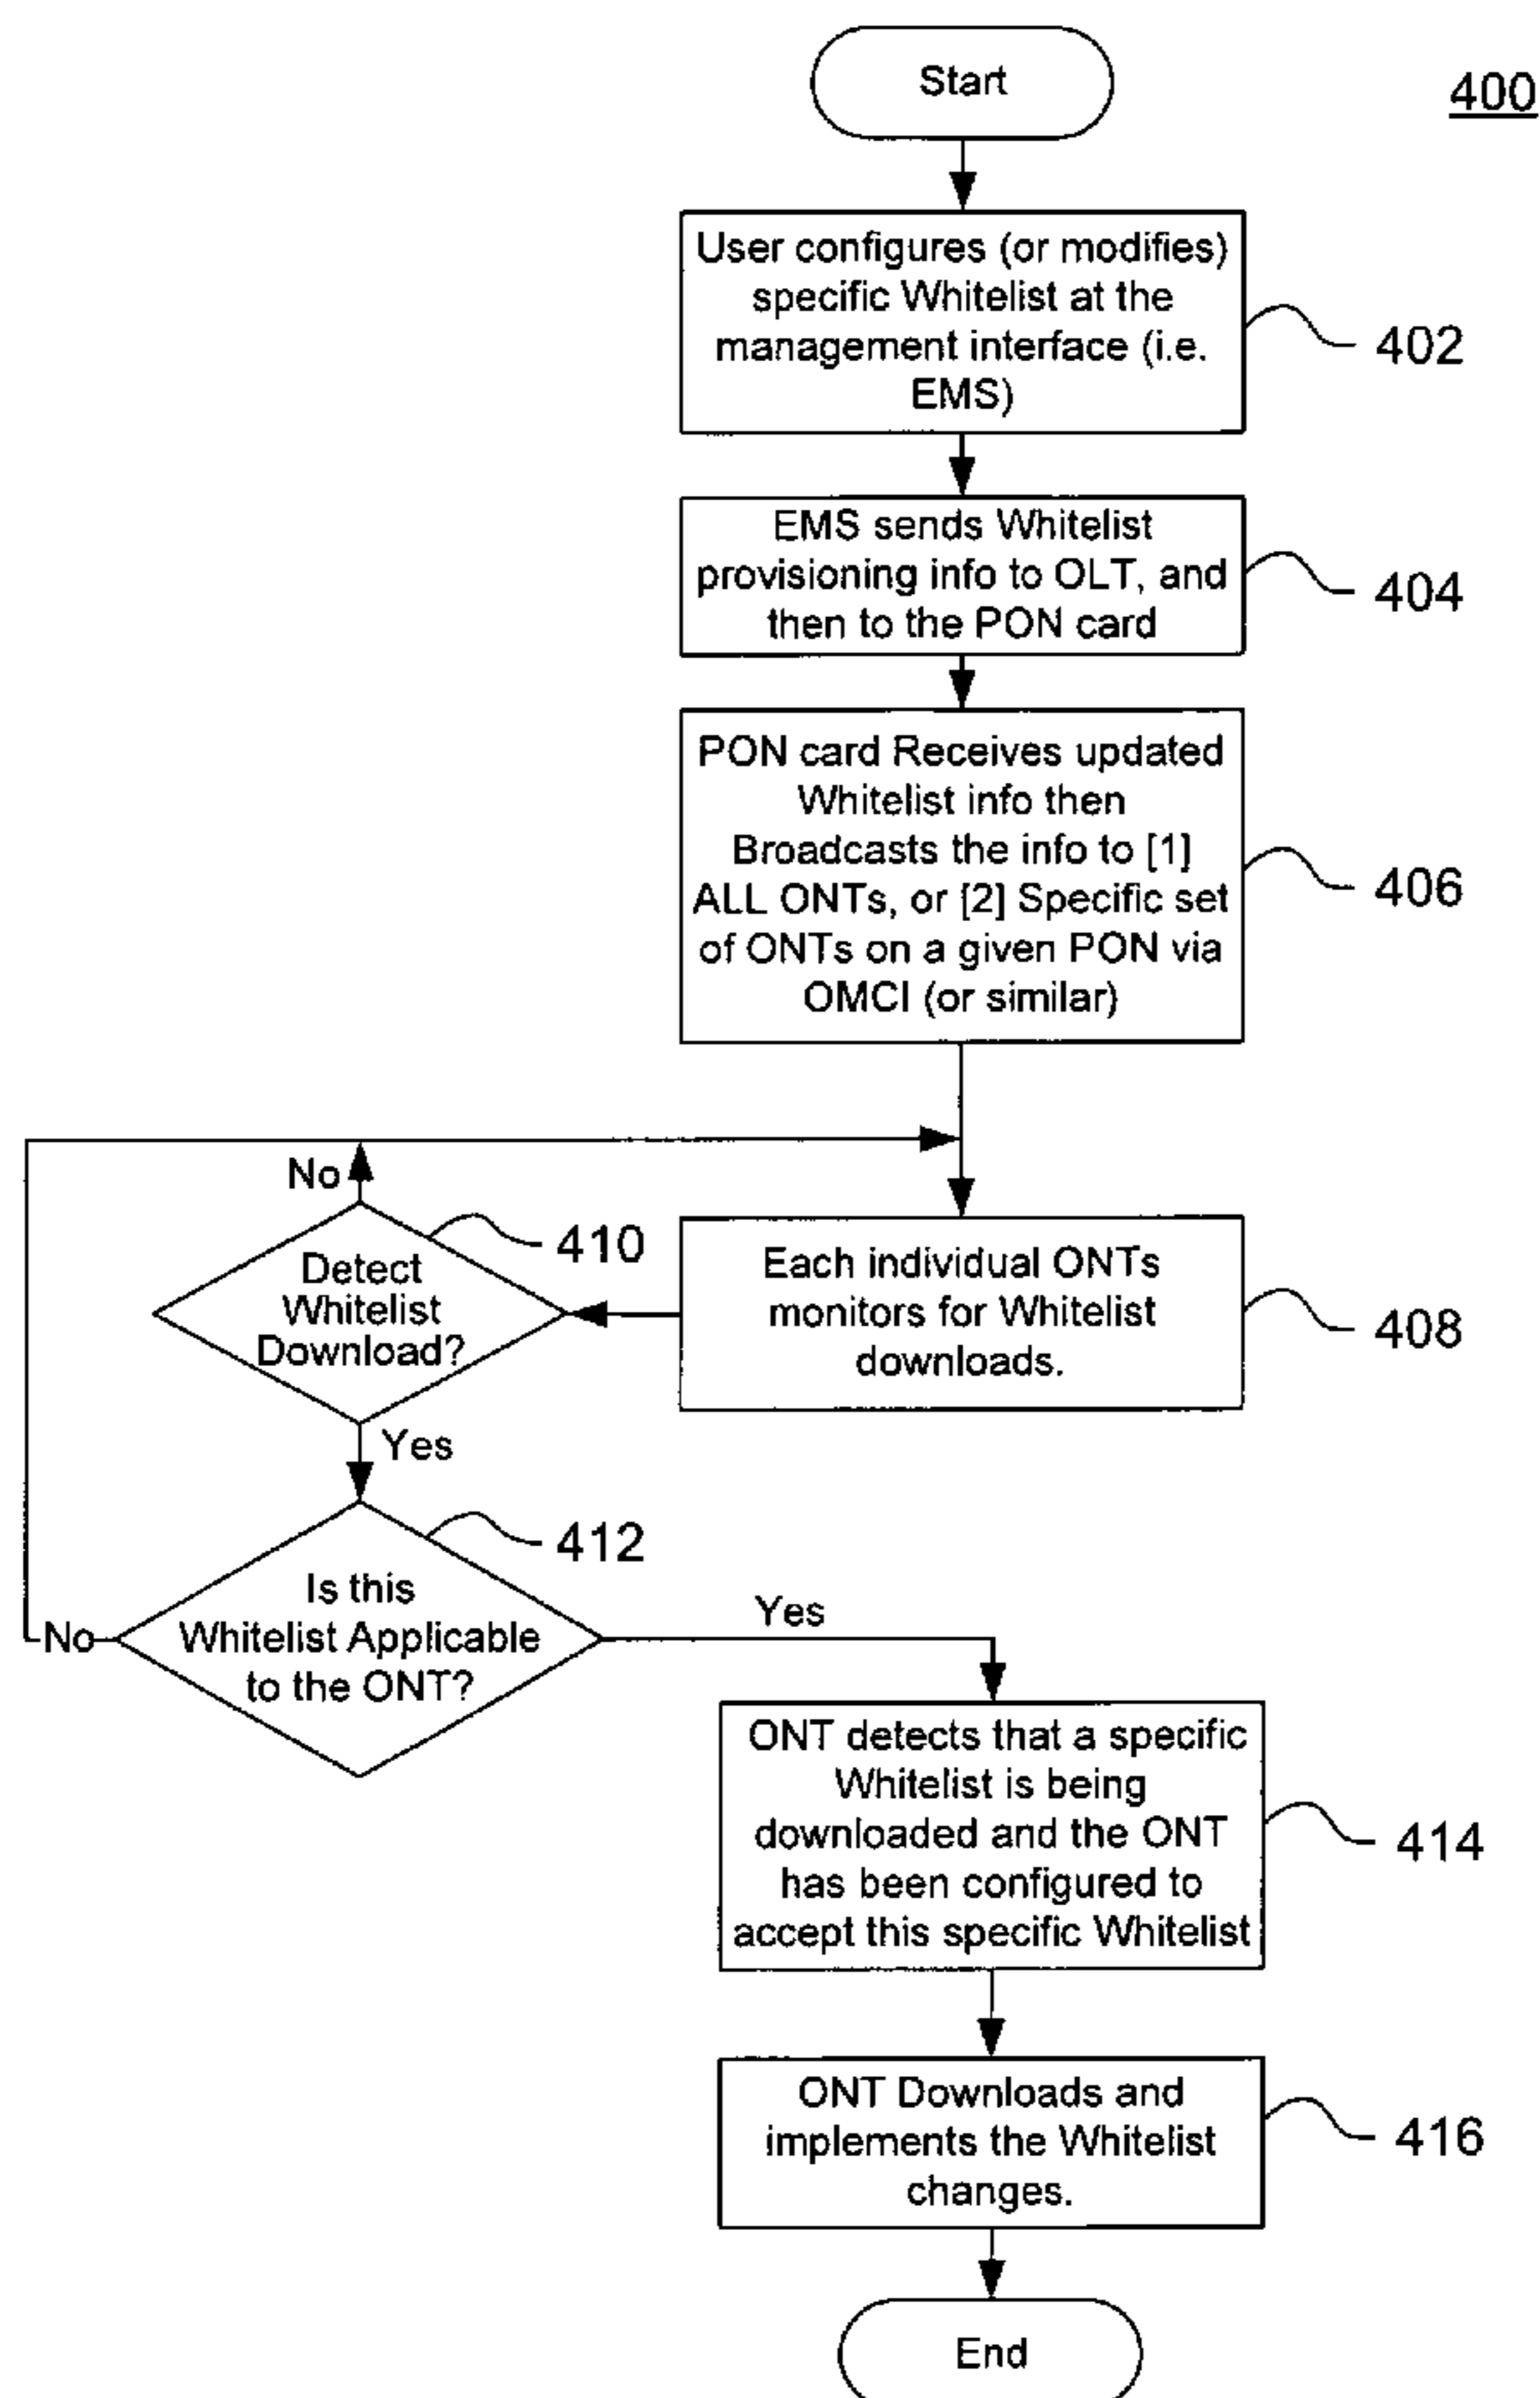 Start
400
User configures (or modifies)
specific Whitelist at the
management interface (i.e.
EMS)
402
EMS sends Whitelist
provisioning info to OLT, and
then to the PON card
404
PON card Receives updated
Whitelist info then
Broadcasts the info to [1]
ALL ONTs, or [2] Specific set
of ONTs on a given PON via
OMCI (or similar)
406
No
Detect
Whitelist
Download?
410
Each individual ONTs
monitors for Whitelist
downloads.
408
Yes
Is this
Whitelist Applicable
to the ONT?
412
No
Yes
ONT detects that a specific
Whitelist is being
downloaded and the ONT
has been configured to
accept this specific Whitelist
414
ONT Downloads and
implements the Whitelist
changes.
416
End